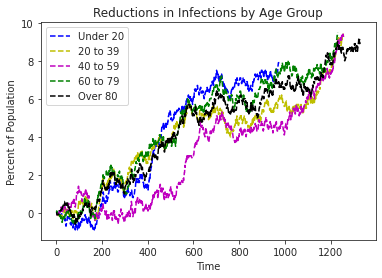 Reductions in Infections by Age Group
Percent of Population
10
8
6
4
2
0
Under 20
20 to 39
40 to 59
60 to 79
Over 80
0 200 400 600 800 1000 1200
Time